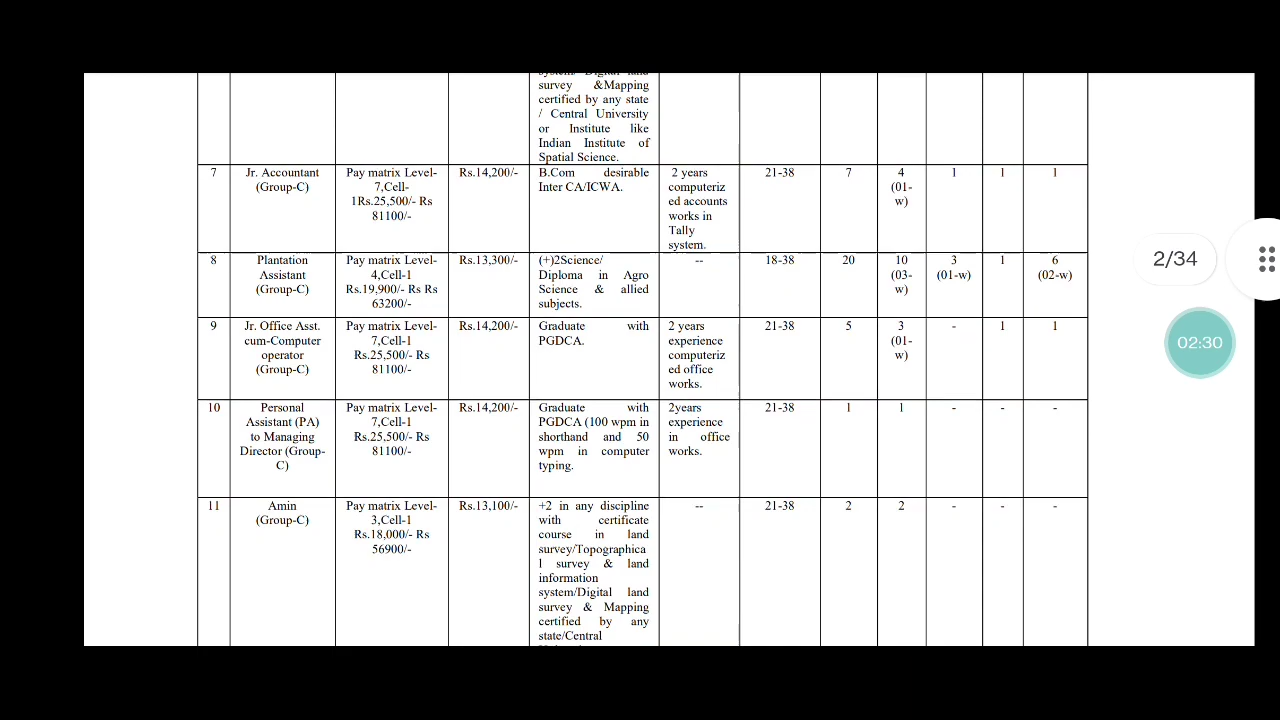 system/ Digital land
survey &Mapping
certified by any state
/ Central University
or Institute like
Indian Institute of
Spatial Science.
7
Jr. Accountant
(Group-C)
Pay matrix Level-
7,Cell-
1Rs.25,500/- Rs
81100/-
Rs.14,200/-
B.Com desirable
Inter CA/ICWA.
2 years
computeriz
ed accounts
works in
Tally
system.
21-38
7
4
(01-
w)
1
1
1
8
Plantation
Assistant
(Group-C)
Pay matrix Level-
4,Cell-1
Rs.19,900/- Rs Rs
63200/-
Rs.13,300/-
(+)2Science/
Diploma in Agro
Science & allied
subjects.
--
18-38
20
10
(03-
w)
3
(01-w)
1
6
(02-w)
9
Jr. Office Asst.
cum-Computer
operator
(Group-C)
Pay matrix Level-
7,Cell-1
Rs.25,500/- Rs
81100/-
Rs.14,200/-
Graduate with
PGDCA.
2 years
experience
computeriz
ed office
works.
21-38
5
3
(01-
w)
-
1
1
10
Personal
Assistant (PA)
to Managing
Director (Group-
C)
Pay matrix Level-
7,Cell-1
Rs.25,500/- Rs
81100/-
Rs.14,200/-
Graduate with
PGDCA (100 wpm in
shorthand and 50
wpm in computer
typing.
2years
experience
in office
works.
21-38
1
1
-
-
-
11
Amin
(Group-C)
Pay matrix Level-
3,Cell-1
Rs.18,000/- Rs
56900/-
Rs.13,100/-
+2 in any discipline
with certificate
course in land
survey/Topographica
l survey & land
information
system/Digital land
survey & Mapping
certified by any
state/Central
--
21-38
2
2
-
-
-
2/34
02:30